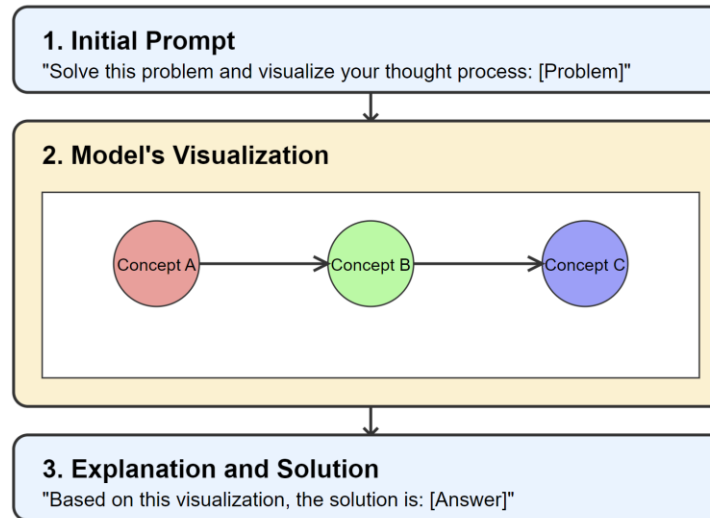 1. Initial Prompt
"Solve this problem and visualize your thought process: [Problem]"
2. Model's Visualization
Concept A
Concept B
Concept C
3. Explanation and Solution
"Based on this visualization, the solution is: [Answer]"